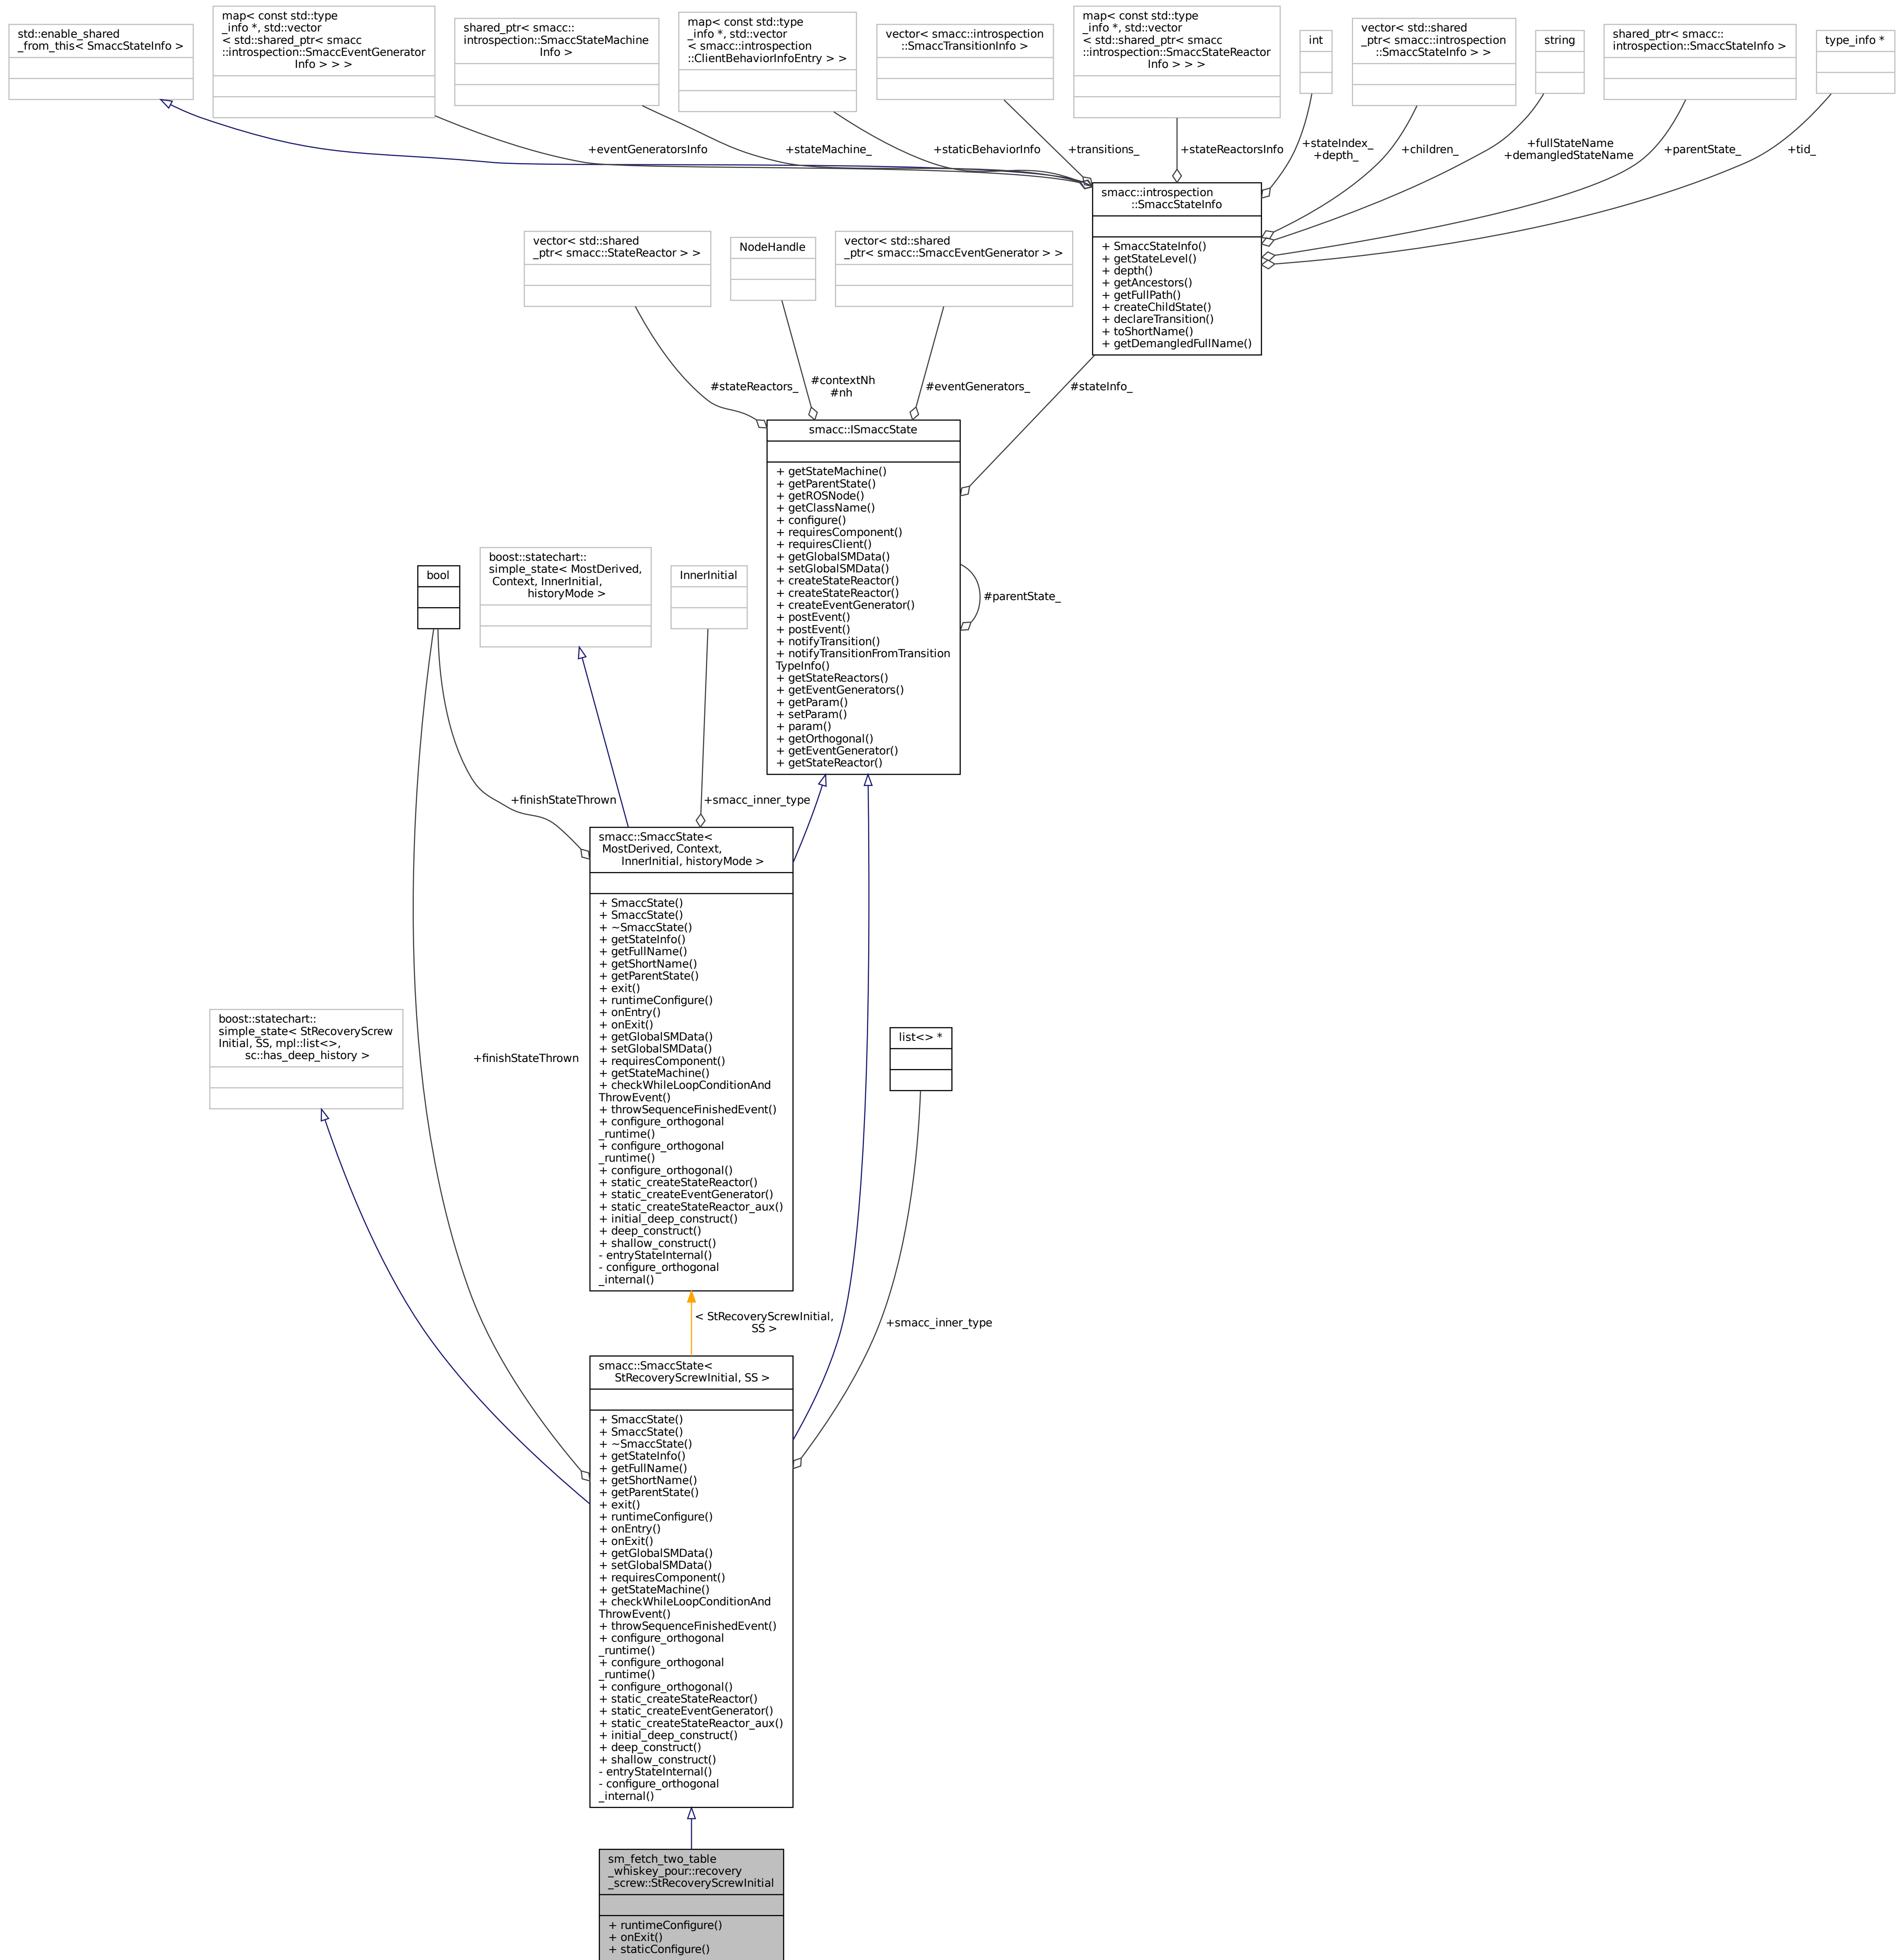 std::enable_shared
_from_this< SmaccStateInfo >
map< const std::type
_info *, std::vector
< std::shared_ptr< smacc
::introspection::SmaccEventGenerator
Info > > >
shared_ptr< smacc::
introspection::SmaccStateMachine
Info >
map< const std::type
_info *, std::vector
< smacc::introspection
::ClientBehaviorInfoEntry > >
vector< smacc::introspection
::SmaccTransitionInfo >
map< const std::type
_info *, std::vector
< std::shared_ptr< smacc
::introspection::SmaccStateReactor
Info > > >
int
vector< std::shared
_ptr< smacc::introspection
::SmaccStateInfo > >
string
shared_ptr< smacc::
introspection::SmaccStateInfo >
type_info *
+eventGeneratorsInfo
+stateMachine_
+staticBehaviorInfo
+transitions_
+stateReactorsInfo
+stateIndex_
+depth_
+children_
+fullStateName
+demangledStateName
+parentState_
+tid_
smacc::introspection
::SmaccStateInfo
+ SmaccStateInfo()
+ getStateLevel()
+ depth()
+ getAncestors()
+ getFullPath()
+ createChildState()
+ declareTransition()
+ toShortName()
+ getDemangledFullName()
vector< std::shared
_ptr< smacc::StateReactor > >
NodeHandle
vector< std::shared
_ptr< smacc::SmaccEventGenerator > >
#stateReactors_
#contextNh
#nh
#eventGenerators_
#stateInfo_
smacc::ISmaccState
+ getStateMachine()
+ getParentState()
+ getROSNode()
+ getClassName()
+ configure()
+ requiresComponent()
+ requiresClient()
+ getGlobalSMData()
+ setGlobalSMData()
+ createStateReactor()
+ createStateReactor()
+ createEventGenerator()
+ postEvent()
+ postEvent()
+ notifyTransition()
+ notifyTransitionFromTransition
TypeInfo()
+ getStateReactors()
+ getEventGenerators()
+ getParam()
+ setParam()
+ param()
+ getOrthogonal()
+ getEventGenerator()
+ getStateReactor()
#parentState_
bool
boost::statechart::
simple_state< MostDerived,
Context, InnerInitial,
historyMode >
InnerInitial
+finishStateThrown
+smacc_inner_type
smacc::SmaccState<
MostDerived, Context,
InnerInitial, historyMode >
+ SmaccState()
+ SmaccState()
+ ~SmaccState()
+ getStateInfo()
+ getFullName()
+ getShortName()
+ getParentState()
+ exit()
+ runtimeConfigure()
+ onEntry()
+ onExit()
+ getGlobalSMData()
+ setGlobalSMData()
+ requiresComponent()
+ getStateMachine()
+ checkWhileLoopConditionAnd
ThrowEvent()
+ throwSequenceFinishedEvent()
+ configure_orthogonal
_runtime()
+ configure_orthogonal
_runtime()
+ configure_orthogonal()
+ static_createStateReactor()
+ static_createEventGenerator()
+ static_createStateReactor_aux()
+ initial_deep_construct()
+ deep_construct()
+ shallow_construct()
- entryStateInternal()
- configure_orthogonal
_internal()
boost::statechart::
simple_state< StRecoveryScrew
Initial, SS, mpl::list<>,
sc::has_deep_history >
+finishStateThrown
list<> *
< StRecoveryScrewInitial,
SS >
+smacc_inner_type
smacc::SmaccState<
StRecoveryScrewInitial, SS >
+ SmaccState()
+ SmaccState()
+ ~SmaccState()
+ getStateInfo()
+ getFullName()
+ getShortName()
+ getParentState()
+ exit()
+ runtimeConfigure()
+ onEntry()
+ onExit()
+ getGlobalSMData()
+ setGlobalSMData()
+ requiresComponent()
+ getStateMachine()
+ checkWhileLoopConditionAnd
ThrowEvent()
+ throwSequenceFinishedEvent()
+ configure_orthogonal
_runtime()
+ configure_orthogonal
_runtime()
+ configure_orthogonal()
+ static_createStateReactor()
+ static_createEventGenerator()
+ static_createStateReactor_aux()
+ initial_deep_construct()
+ deep_construct()
+ shallow_construct()
- entryStateInternal()
- configure_orthogonal
_internal()
sm_fetch_two_table
_whiskey_pour::recovery
_screw::StRecoveryScrewInitial
+ runtimeConfigure()
+ onExit()
+ staticConfigure()